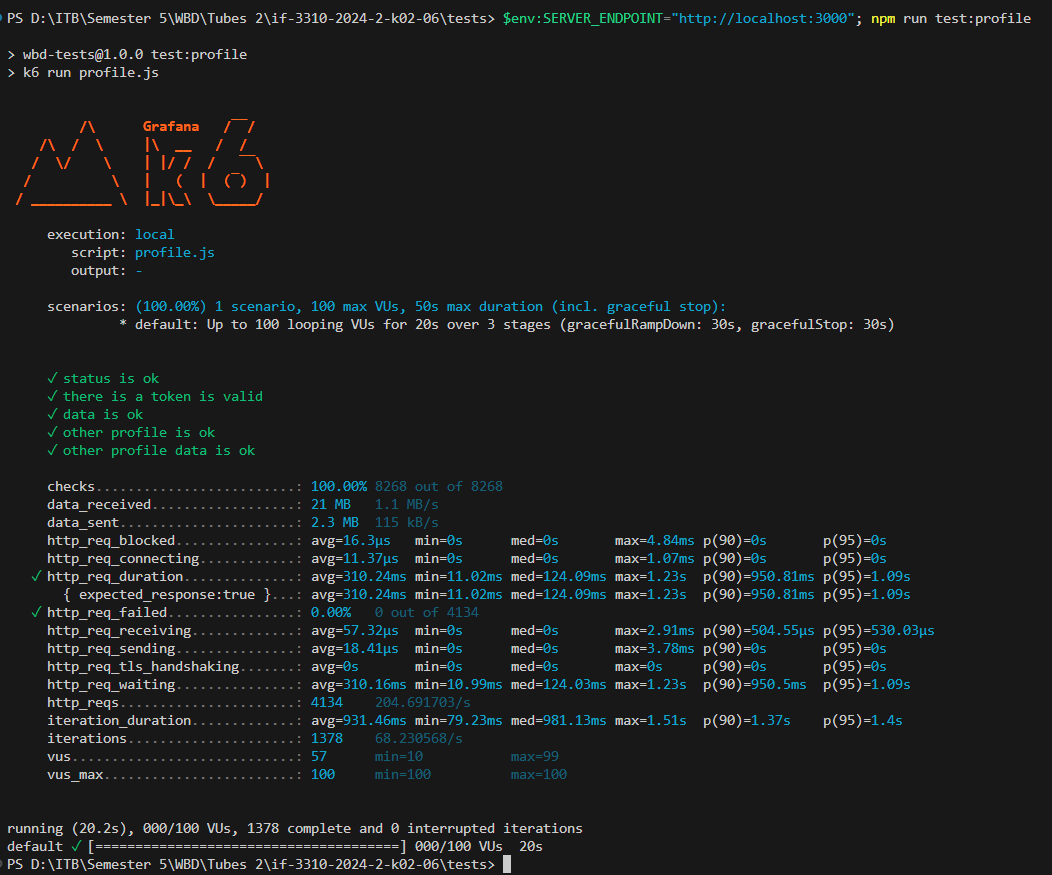 PS D:\ITB\Semester 5\WBD\Tubes 2\if-3310-2024-2-k02-06\tests> $env:SERVER_ENDPOINT="http://localhost:3000"; npm run test:profile
> wbd-tests@1.0.0 test:profile
> k6 run profile.js
Grafana
execution: local
script: profile.js
output: -
scenarios: (100.00%) 1 scenario, 100 max VUs, 50s max duration (incl. graceful stop):
* default: Up to 100 looping VUs for 20s over 3 stages (gracefulRampDown: 30s, gracefulStop: 30s)
✓ status is ok
✓ there is a token is valid
✓ data is ok
✓ other profile is ok
✓ other profile data is ok
checks.........................: 100.00% 8268 out of 8268
data_received..................: 21 MB 1.1 MB/s
data_sent......................: 2.3 MB 115 kB/s
http_req_blocked...............: avg=16.3µs min=0s med=0s max=4.84ms p(90)=0s p(95)=0s
http_req_connecting............: avg=11.37µs min=0s med=0s max=1.07ms p(90)=0s p(95)=0s
✓ http_req_duration..............: avg=310.24ms min=11.02ms med=124.09ms max=1.23s p(90)=950.81ms p(95)=1.09s
{ expected_response:true }...: avg=310.24ms min=11.02ms med=124.09ms max=1.23s p(90)=950.81ms p(95)=1.09s
✓ http_req_failed................: 0.00% 0 out of 4134
http_req_receiving.............: avg=57.32µs min=0s med=0s max=2.91ms p(90)=504.55µs p(95)=530.03µs
http_req_sending...............: avg=18.41µs min=0s med=0s max=3.78ms p(90)=0s p(95)=0s
http_req_tls_handshaking.......: avg=0s min=0s med=0s max=0s p(90)=0s p(95)=0s
http_req_waiting...............: avg=310.16ms min=10.99ms med=124.03ms max=1.23s p(90)=950.5ms p(95)=1.09s
http_reqs......................: 4134 204.691703/s
iteration_duration.............: avg=931.46ms min=79.23ms med=981.13ms max=1.51s p(90)=1.37s p(95)=1.4s
iterations.....................: 1378 68.230568/s
vus............................: 57 min=10 max=99
vus_max........................: 100 min=100 max=100
running (20.2s), 000/100 VUs, 1378 complete and 0 interrupted iterations
default ✓ [======================================] 000/100 VUs 20s
PS D:\ITB\Semester 5\WBD\Tubes 2\if-3310-2024-2-k02-06\tests>